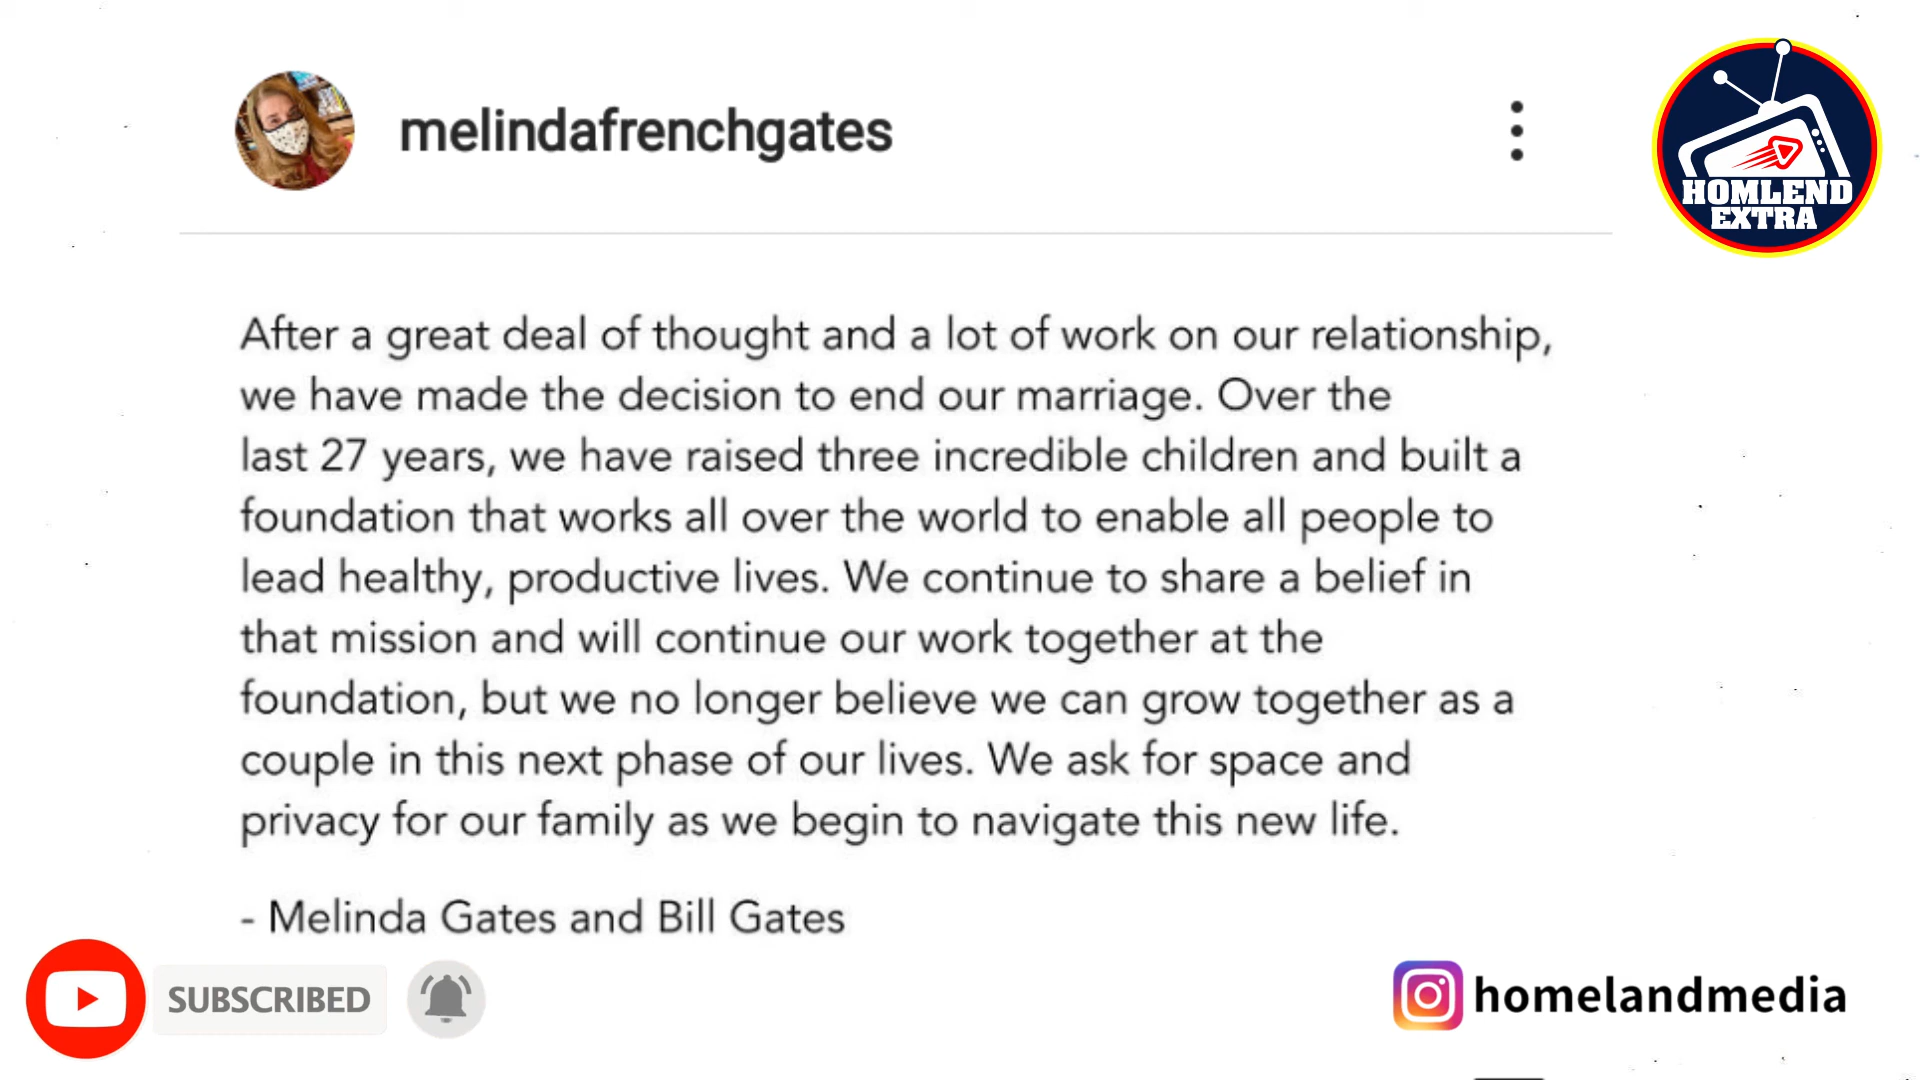 melindafrenchgates
HOMLEND
EXTRA
After a great deal of thought and a lot of work on our relationship,
we have made the decision to end our marriage. Over the
last 27 years, we have raised three incredible children and built a
foundation that works all over the world to enable all people to
lead healthy, productive lives. We continue to share a belief in
that mission and will continue our work together at the
foundation, but we no longer believe we can grow together as a
couple in this next phase of our lives. We ask for space and
privacy for our family as we begin to navigate this new life.
- Melinda Gates and Bill Gates
SUBSCRIBED
homelandmedia